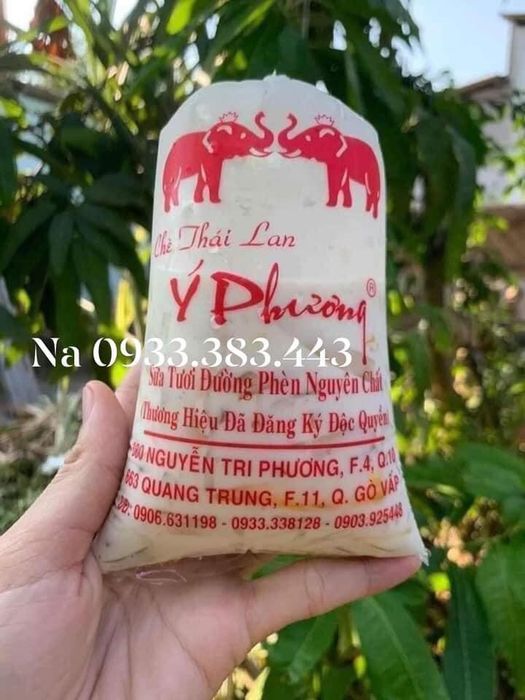 Chè Thái Lan
Ý Phương®
Na 0933.383.443
Sữa Tươi Đường Phèn Nguyên Chất
(Thương Hiệu Đã Đăng Ký Độc Quyền)
380 NGUYỄN TRI PHƯƠNG, F.4, Q.10
663 QUANG TRUNG, F.11, Q. GÒ VẤP
0906.631198 - 0933.338128 - 0903.925448